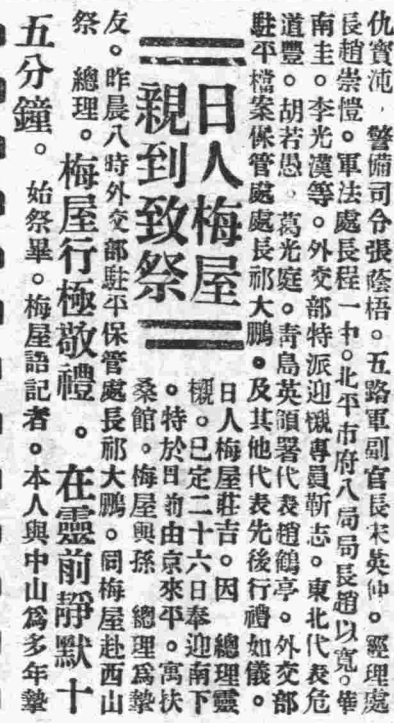 仇寶沌，警備司令張蔭梧。五路軍副官長宋英仲。經理處
長趙崇愷。軍法處長程一中。北平市府八局局長趙以寬。華
南圭。李光漢等。外交部特派迎櫬專員靳志。東北代表危
道豐。胡若愚。葛光庭。靑島英領署代表趙鶴亭。外交部
駐平檔案保管處處長祁大鵬。及其他代表先後行禮如儀。
日人梅屋
親到致祭
日人梅屋莊吉。因 總理靈
櫬。已定二十六日奉迎南下
。特於日前由京來平。寓扶
桑館。梅屋與孫 總理爲摯
友。昨晨八時外交部駐平保管處長祁大鵬。同梅屋赴西山
祭 總理。梅屋行極敬禮。在靈前靜默十
五分鐘。始祭畢。梅屋語記者。本人與中山爲多年摯